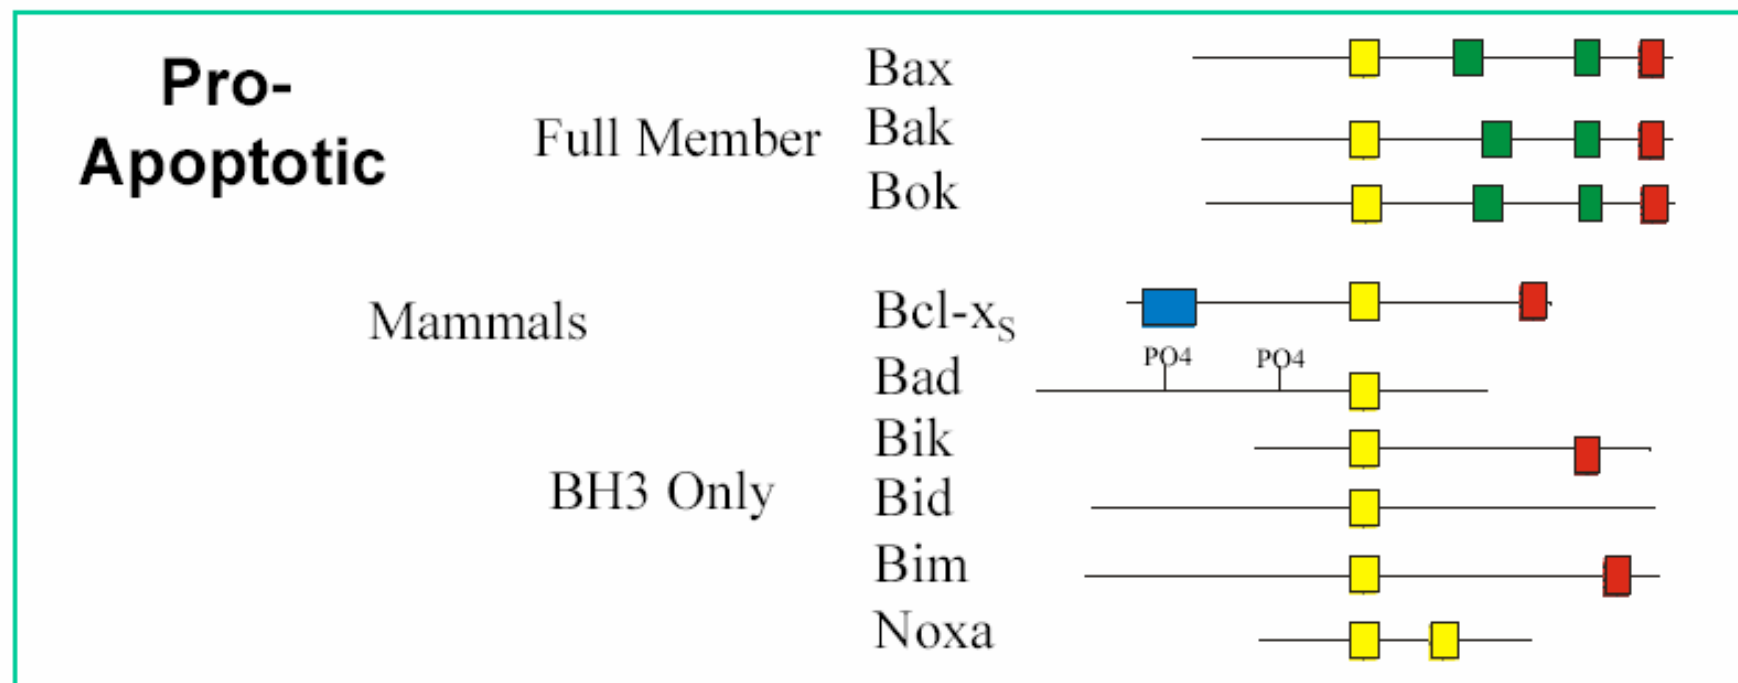 Pro-
Apoptotic
Full Member
Bax
Bak
Bok
Mammals
Bcl-xS
PO4 PO4
Bad
Bik
BH3 Only
Bid
Bim
Noxa